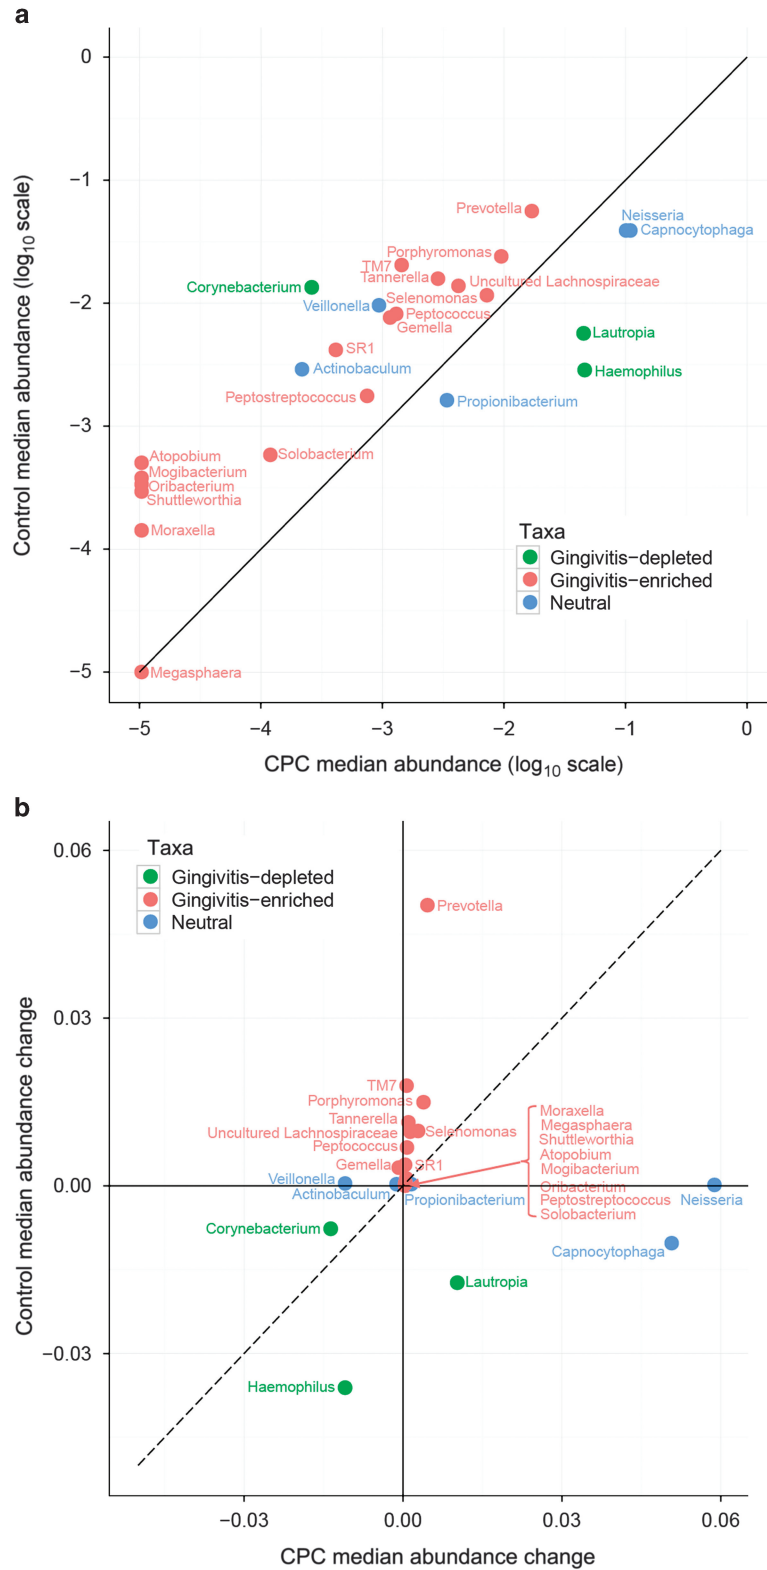 a
0
−1
−2
−3
−4
−5
Control median abundance (log10 scale)
Prevotella
Neisseria
Capnocytophaga
Porphyromonas
TM7
Tannerella
Uncultured Lachnospiraceae
Corynebacterium
Selenomonas
Veillonella
Peptococcus
Gemella
Lautropia
SR1
Actinobaculum
Haemophilus
Peptostreptococcus
Propionibacterium
Atopobium
Solobacterium
Mogibacterium
Oribacterium
Shuttleworthia
Moraxella
Megasphaera
Taxa
Gingivitis−depleted
Gingivitis−enriched
Neutral
−5
−4
−3
−2
−1
0
CPC median abundance (log10 scale)
b
Taxa
Gingivitis−depleted
Gingivitis−enriched
Neutral
0.06
0.03
0.00
−0.03
Control median abundance change
Prevotella
TM7
Porphyromonas
Tannerella
Uncultured Lachnospiraceae
Selenomonas
Peptococcus
Gemella
SR1
Veillonella
Actinobaculum
Propionibacterium
Moraxella
Megasphaera
Shuttleworthia
Atopobium
Mogibacterium
Oribacterium
Peptostreptococcus
Solobacterium
Neisseria
Corynebacterium
Capnocytophaga
Lautropia
Haemophilus
−0.03
0.00
0.03
0.06
CPC median abundance change